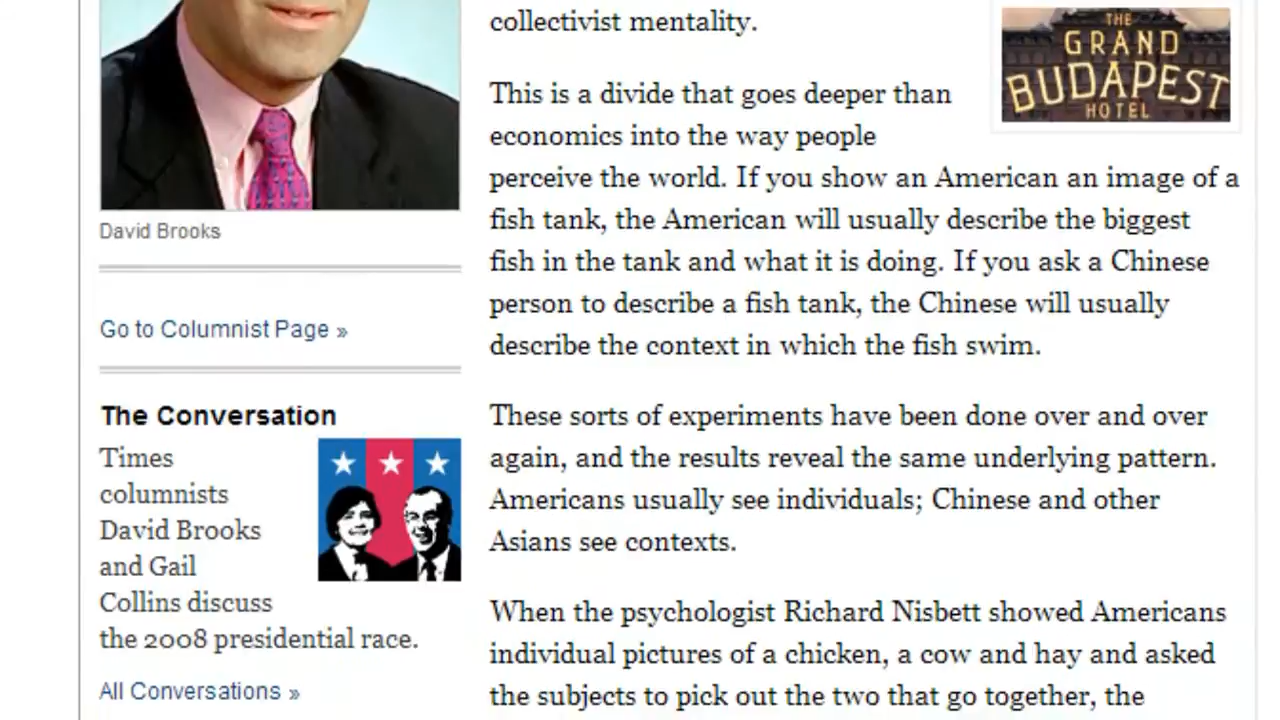 David Brooks
Go to Columnist Page »
The Conversation
Times
columnists
David Brooks
and Gail
Collins discuss
the 2008 presidential race.
All Conversations »
collectivist mentality.
This is a divide that goes deeper than
economics into the way people
perceive the world. If you show an American an image of a
fish tank, the American will usually describe the biggest
fish in the tank and what it is doing. If you ask a Chinese
person to describe a fish tank, the Chinese will usually
describe the context in which the fish swim.
These sorts of experiments have been done over and over
again, and the results reveal the same underlying pattern.
Americans usually see individuals; Chinese and other
Asians see contexts.
When the psychologist Richard Nisbett showed Americans
individual pictures of a chicken, a cow and hay and asked
the subjects to pick out the two that go together, the
THE
GRAND
BUDAPEST
HOTEL